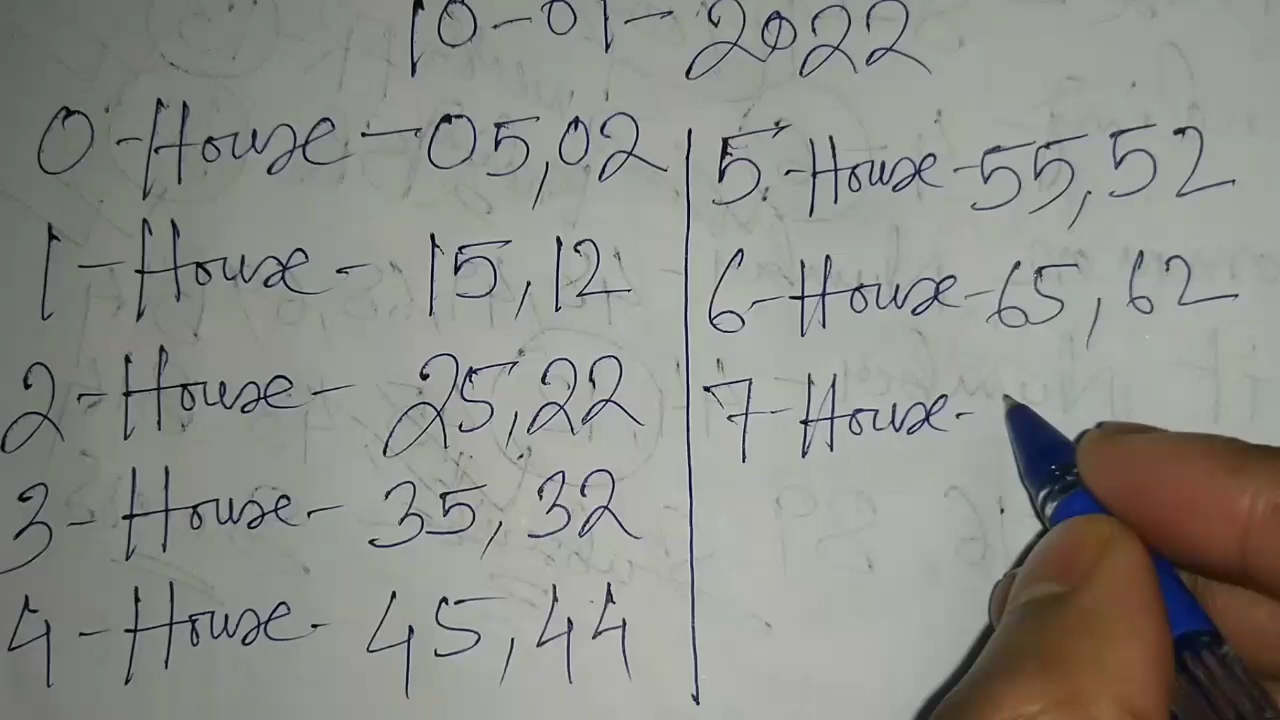 10-01-2022
0-House-05,02
1-House-15,12
2-House-25,22
3-House-35,32
4-House-45,44
5-House-55,52
6-House-65,62
7-House-